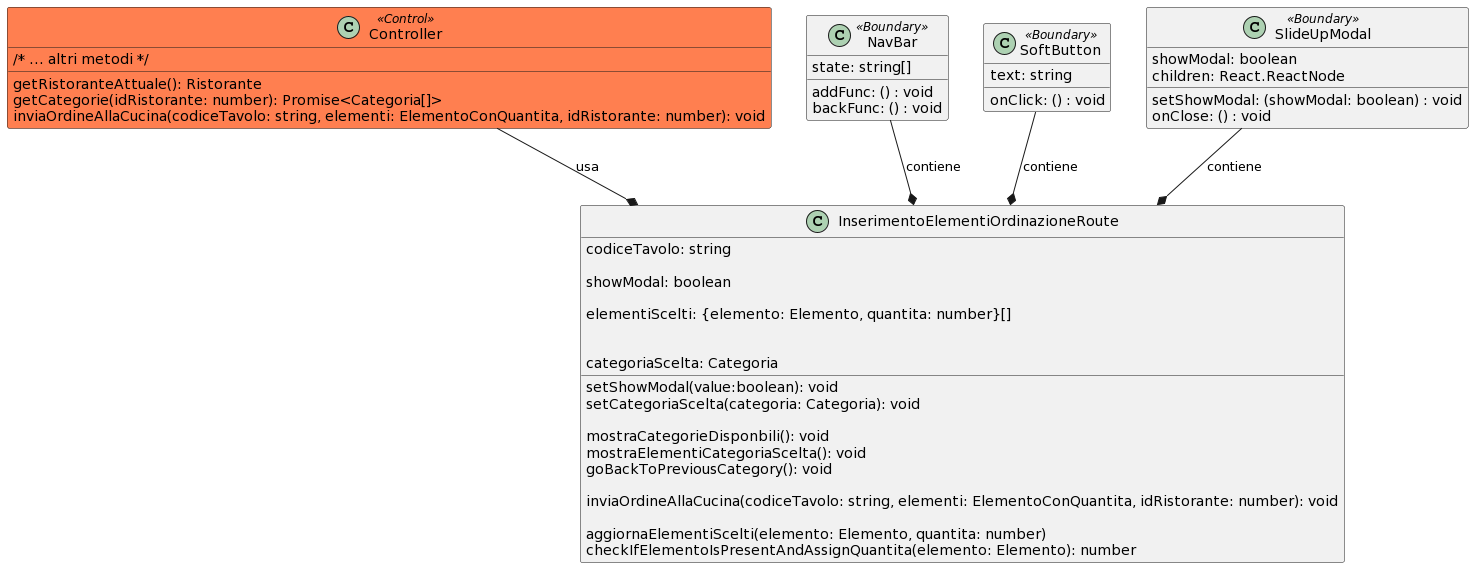 «Control»
C Controller
/* ... altri metodi */
getRistoranteAttuale(): Ristorante
getCategorie(idRistorante: number): Promise<Categoria[]>
inviaOrdineAllaCucina(codiceTavolo: string, elementi: ElementoConQuantita, idRistorante: number): void
«Boundary»
C NavBar
state: string[]
addFunc: () : void
backFunc: () : void
«Boundary»
C SoftButton
text: string
onClick: () : void
«Boundary»
C SlideUpModal
showModal: boolean
children: React.ReactNode
setShowModal: (showModal: boolean) : void
onClose: () : void
usa
contiene
contiene
contiene
C InserimentoElementiOrdinazioneRoute
codiceTavolo: string
showModal: boolean
elementiScelti: {elemento: Elemento, quantita: number}[]
categoriaScelta: Categoria
setShowModal(value:boolean): void
setCategoriaScelta(categoria: Categoria): void
mostraCategorieDisponbili(): void
mostraElementiCategoriaScelta(): void
goBackToPreviousCategory(): void
inviaOrdineAllaCucina(codiceTavolo: string, elementi: ElementoConQuantita, idRistorante: number): void
aggiornaElementiScelti(elemento: Elemento, quantita: number)
checkIfElementoIsPresentAndAssignQuantita(elemento: Elemento): number